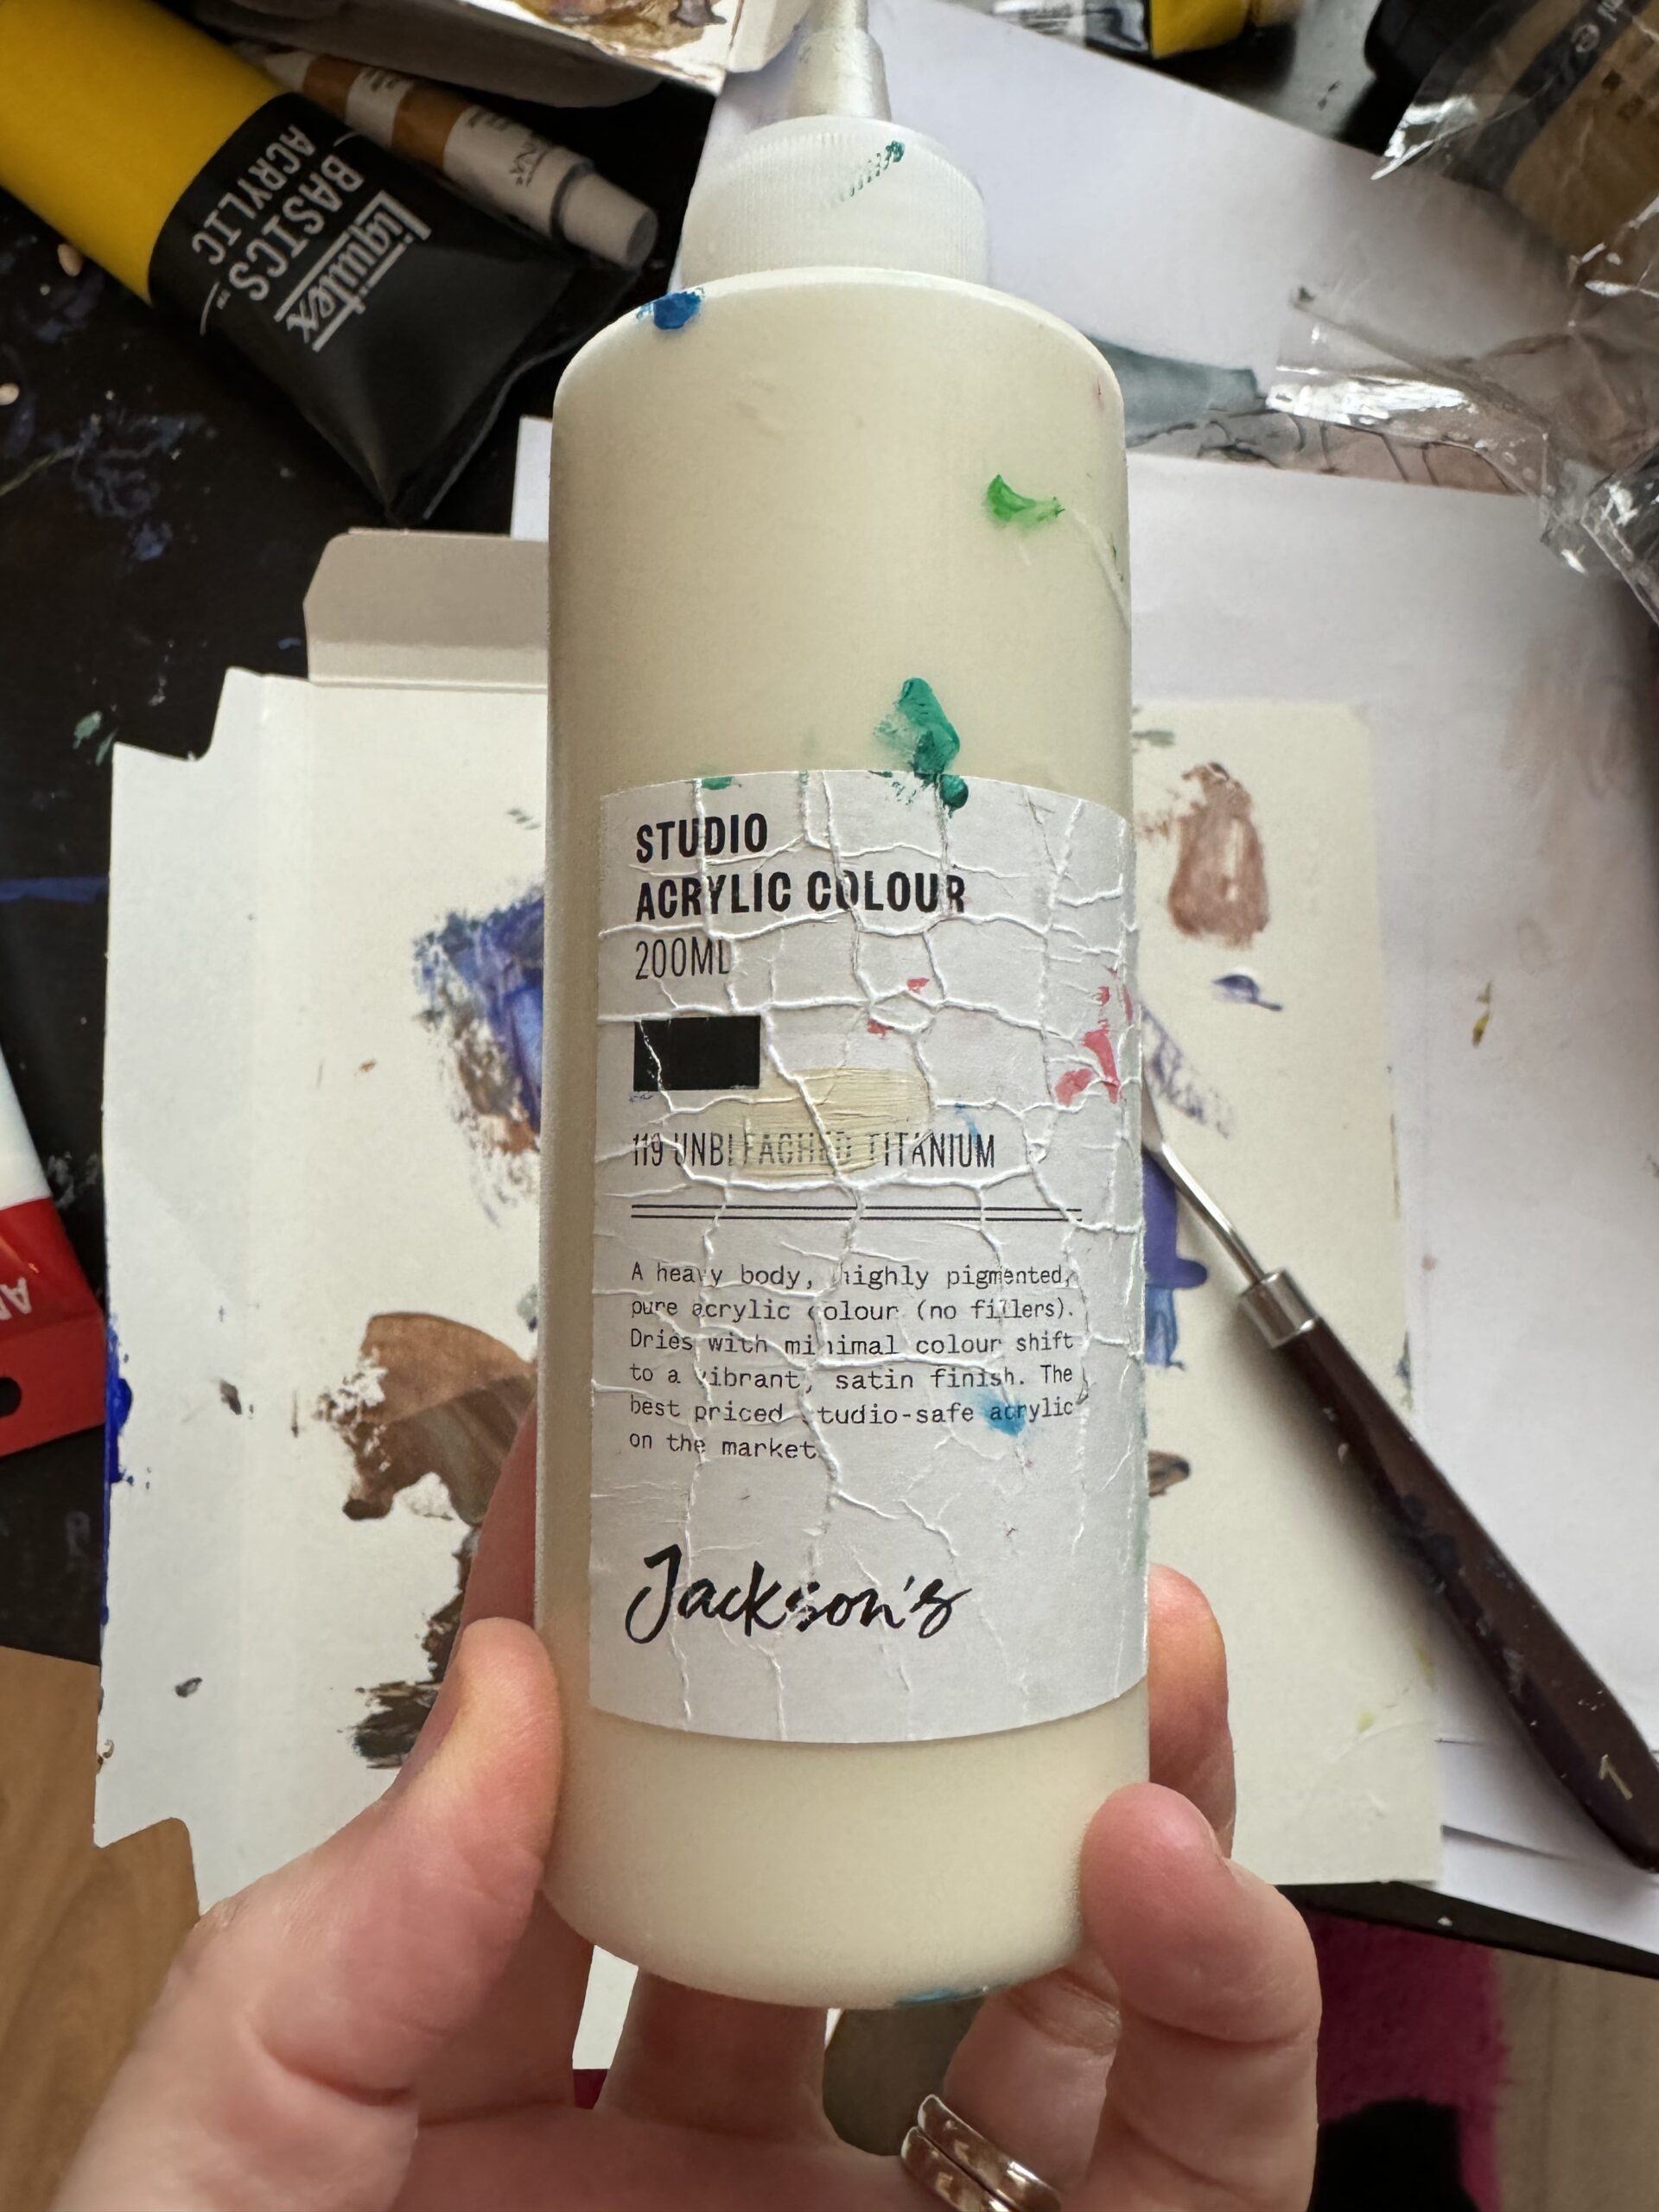 Liquitex
BASICS
ACRYLIC
STUDIO
ACRYLIC COLOUR
200ML
119 UNBLEACHED TITANIUM
A heavy body, highly pigmented,
pure acrylic colour (no fillers).
Dries with minimal colour shift
to a vibrant, satin finish. The
best priced studio-safe acrylic
on the market.
Jackson's
1